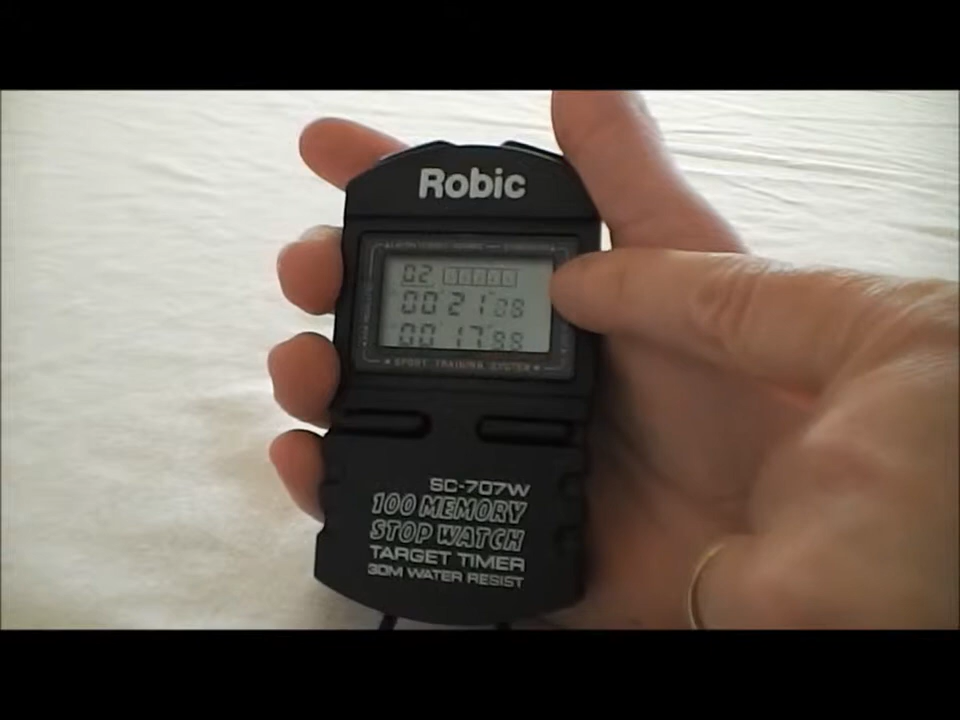 Robic
02
00'21"08
00'17"98
SPORT TRAINING SYSTEM
SC-707W
100 MEMORY
STOP WATCH
TARGET TIMER
30M WATER RESIST